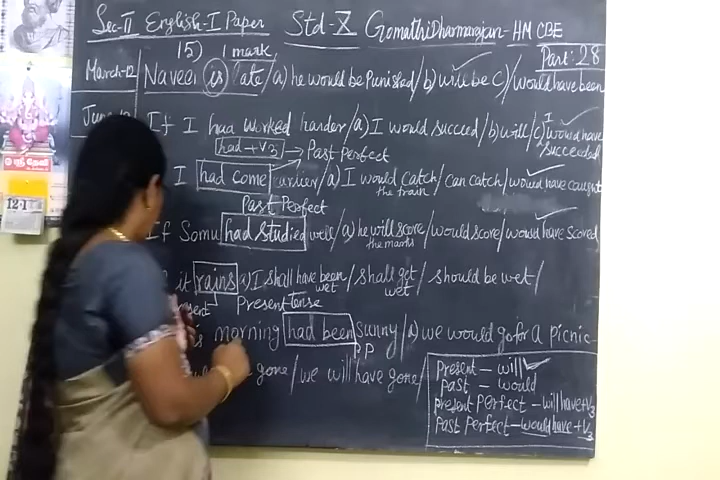 Sec-II English-I Paper Std-X GomathiDharmarajan-HM CBE
Part: 28
15) 1 mark
March-12 Naveen is late/a) he would be Punished/b) will be c)/would have been
If I had worked harder/a) I would succeed/b) will/c) I would have succeeded
had + V3 → Past Perfect
I had come earlier/a) I would catch/can catch/would have caught
the train
Past Perfect
If Somu had studied well/a) he will score/would score/would have scored
the marks
it rains a) I shall have been wet/shall get wet/should be wet/
Present tense
morning had been sunny/a) we would go for a picnic
P P
gone/we will have gone/
Present – will
Past – would
Present Perfect – will have+V3
Past Perfect – would have + V3
ஸ்ரீ தேவி
12-1